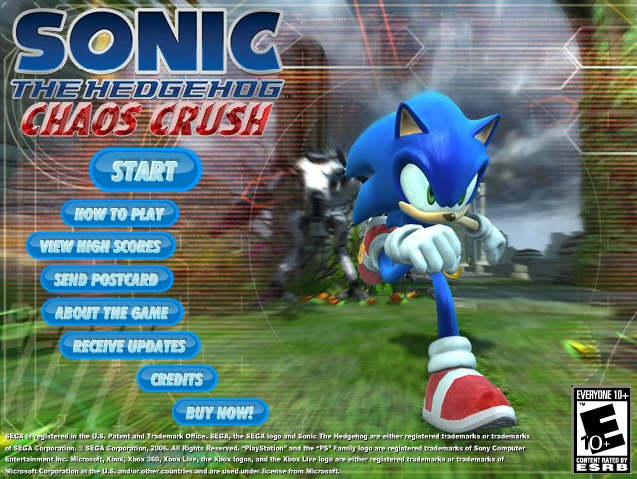 SONIC
THE HEDGEHOG™
CHAOS CRUSH
START
HOW TO PLAY
VIEW HIGH SCORES
SEND POSTCARD
ABOUT THE GAME
RECEIVE UPDATES
CREDITS
BUY NOW!
SEGA is registered in the U.S. Patent and Trademark Office. SEGA, the SEGA logo and Sonic The Hedgehog are either registered trademarks or trademarks
of SEGA Corporation. © SEGA Corporation, 2006. All Rights Reserved. "PlayStation" and the "PS" Family logo are registered trademarks of Sony Computer
Entertainment Inc. Microsoft, Xbox, Xbox 360, Xbox Live, the Xbox logos, and the Xbox Live logo are either registered trademarks or trademarks of
Microsoft Corporation in the U.S. and/or other countries and are used under license from Microsoft.
EVERYONE 10+
E™
10+
CONTENT RATED BY
ESRB